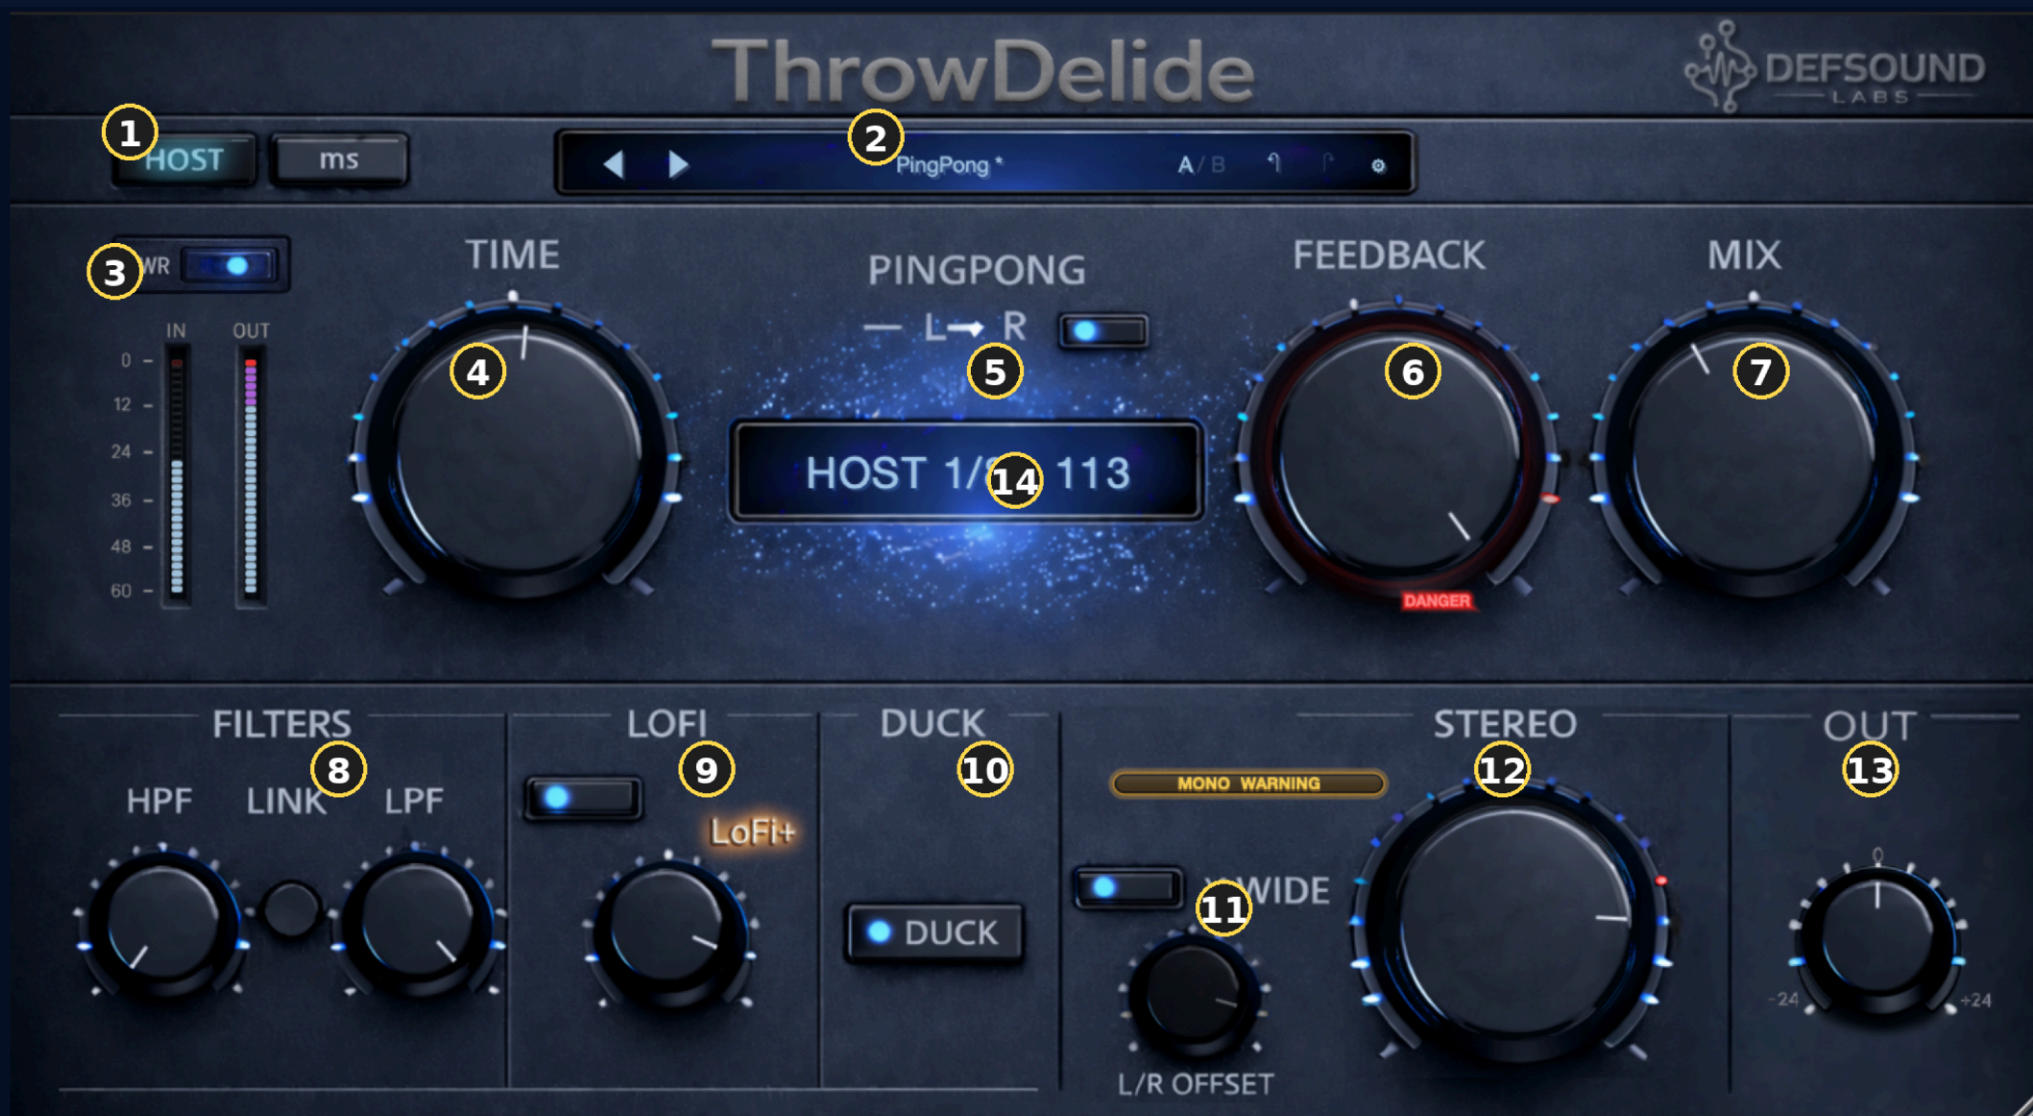 ThrowDelide
DEFSOUND
LABS
1
HOST
ms
2
PingPong *
A / B
3
WR
IN
OUT
0
12
24
36
48
60
TIME
4
PINGPONG
L R
5
HOST 1/ 113
14
FEEDBACK
6
DANGER
MIX
7
FILTERS
8
HPF
LINK
LPF
LOFI
9
LoFi+
DUCK
10
DUCK
STEREO
12
MONO WARNING
WIDE
11
L/R OFFSET
OUT
13
0
-24
+24